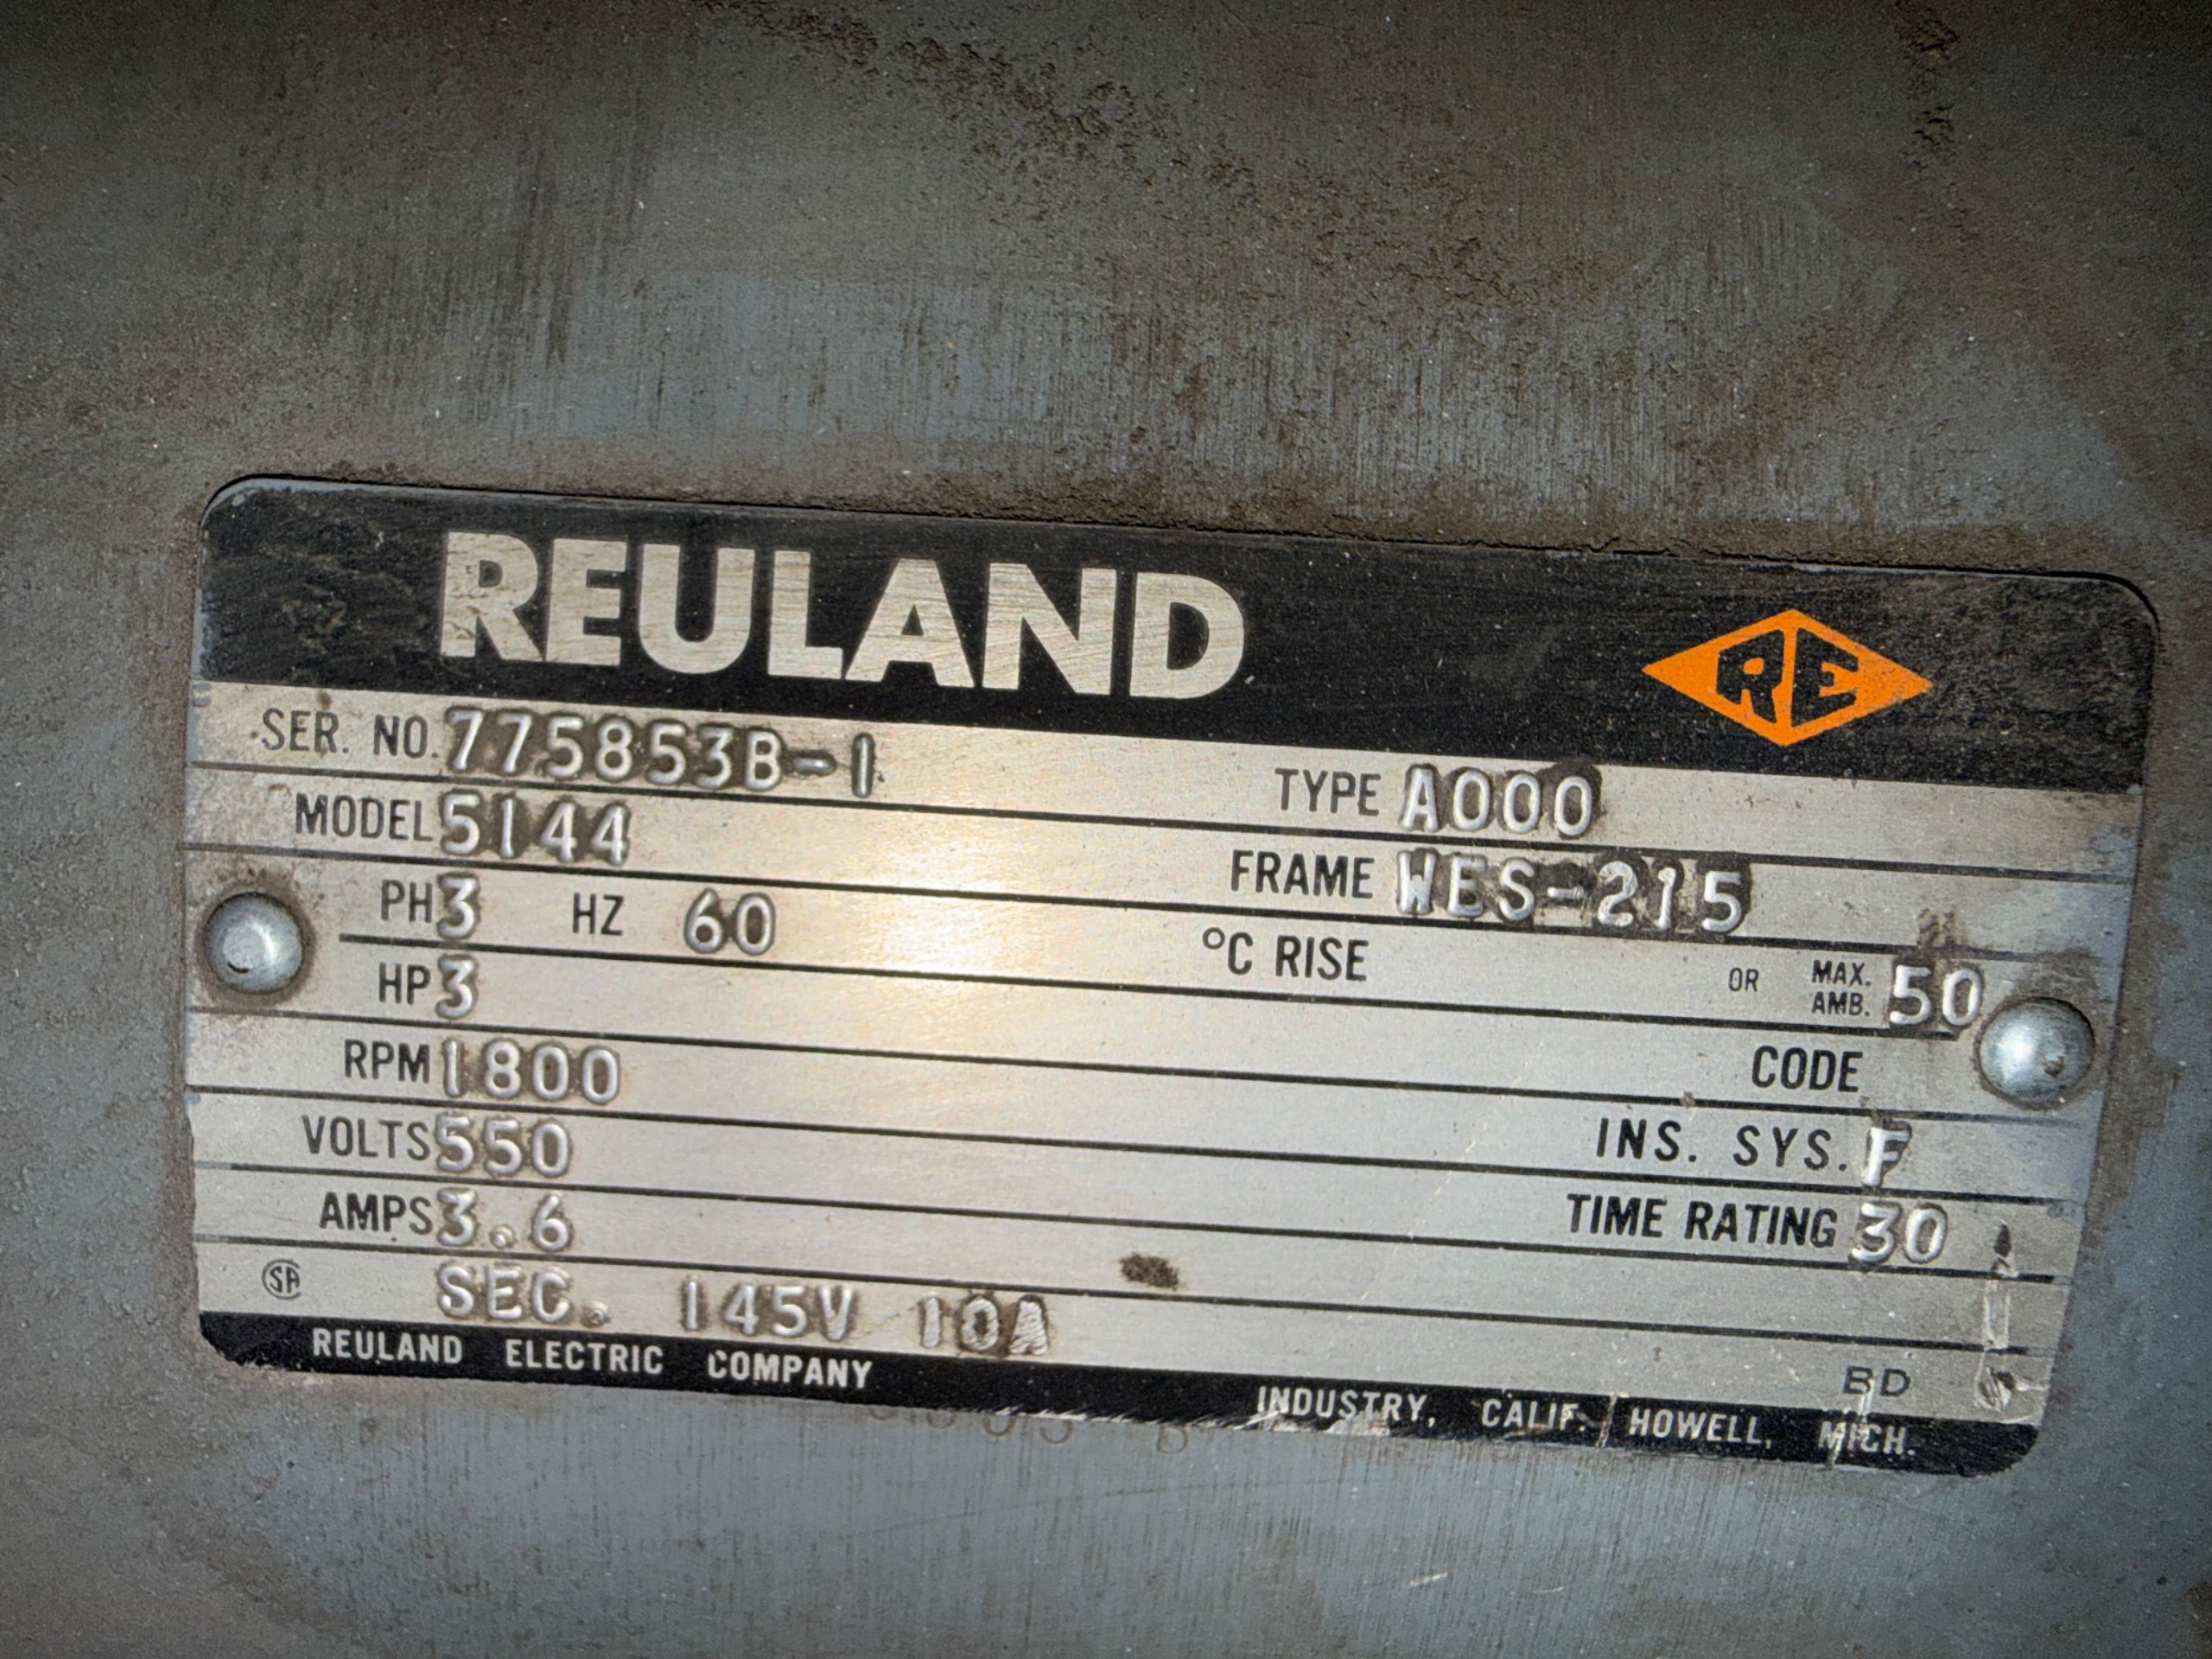 REULAND
RE
SER. NO. 775853B-1 TYPE A000
MODEL 5144 FRAME WES-215
PH 3 HZ 60 °C RISE OR MAX. AMB. 50
HP 3 CODE
RPM 1800 INS. SYS. F
VOLTS 550 TIME RATING 30
AMPS 3.6
SA SEC. 145V 10A BD
REULAND ELECTRIC COMPANY INDUSTRY, CALIF. HOWELL, MICH.